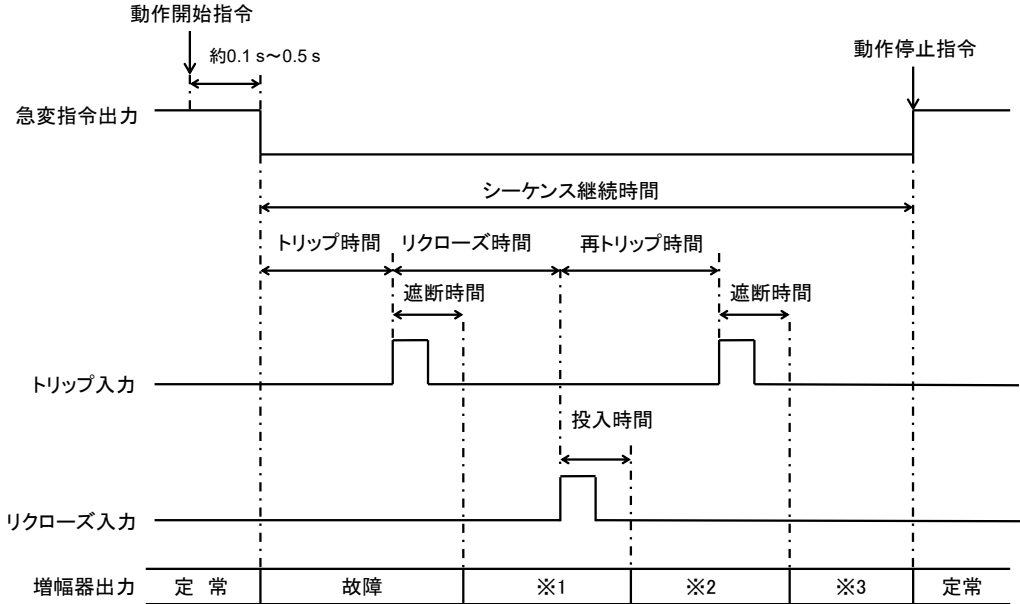 動作開始指令
約0.1 s～0.5 s
動作停止指令
急変指令出力
シーケンス継続時間
トリップ時間 リクローズ時間 再トリップ時間
遮断時間 遮断時間
トリップ入力
投入時間
リクローズ入力
増幅器出力 定 常 故障 ※1 ※2 ※3 定常